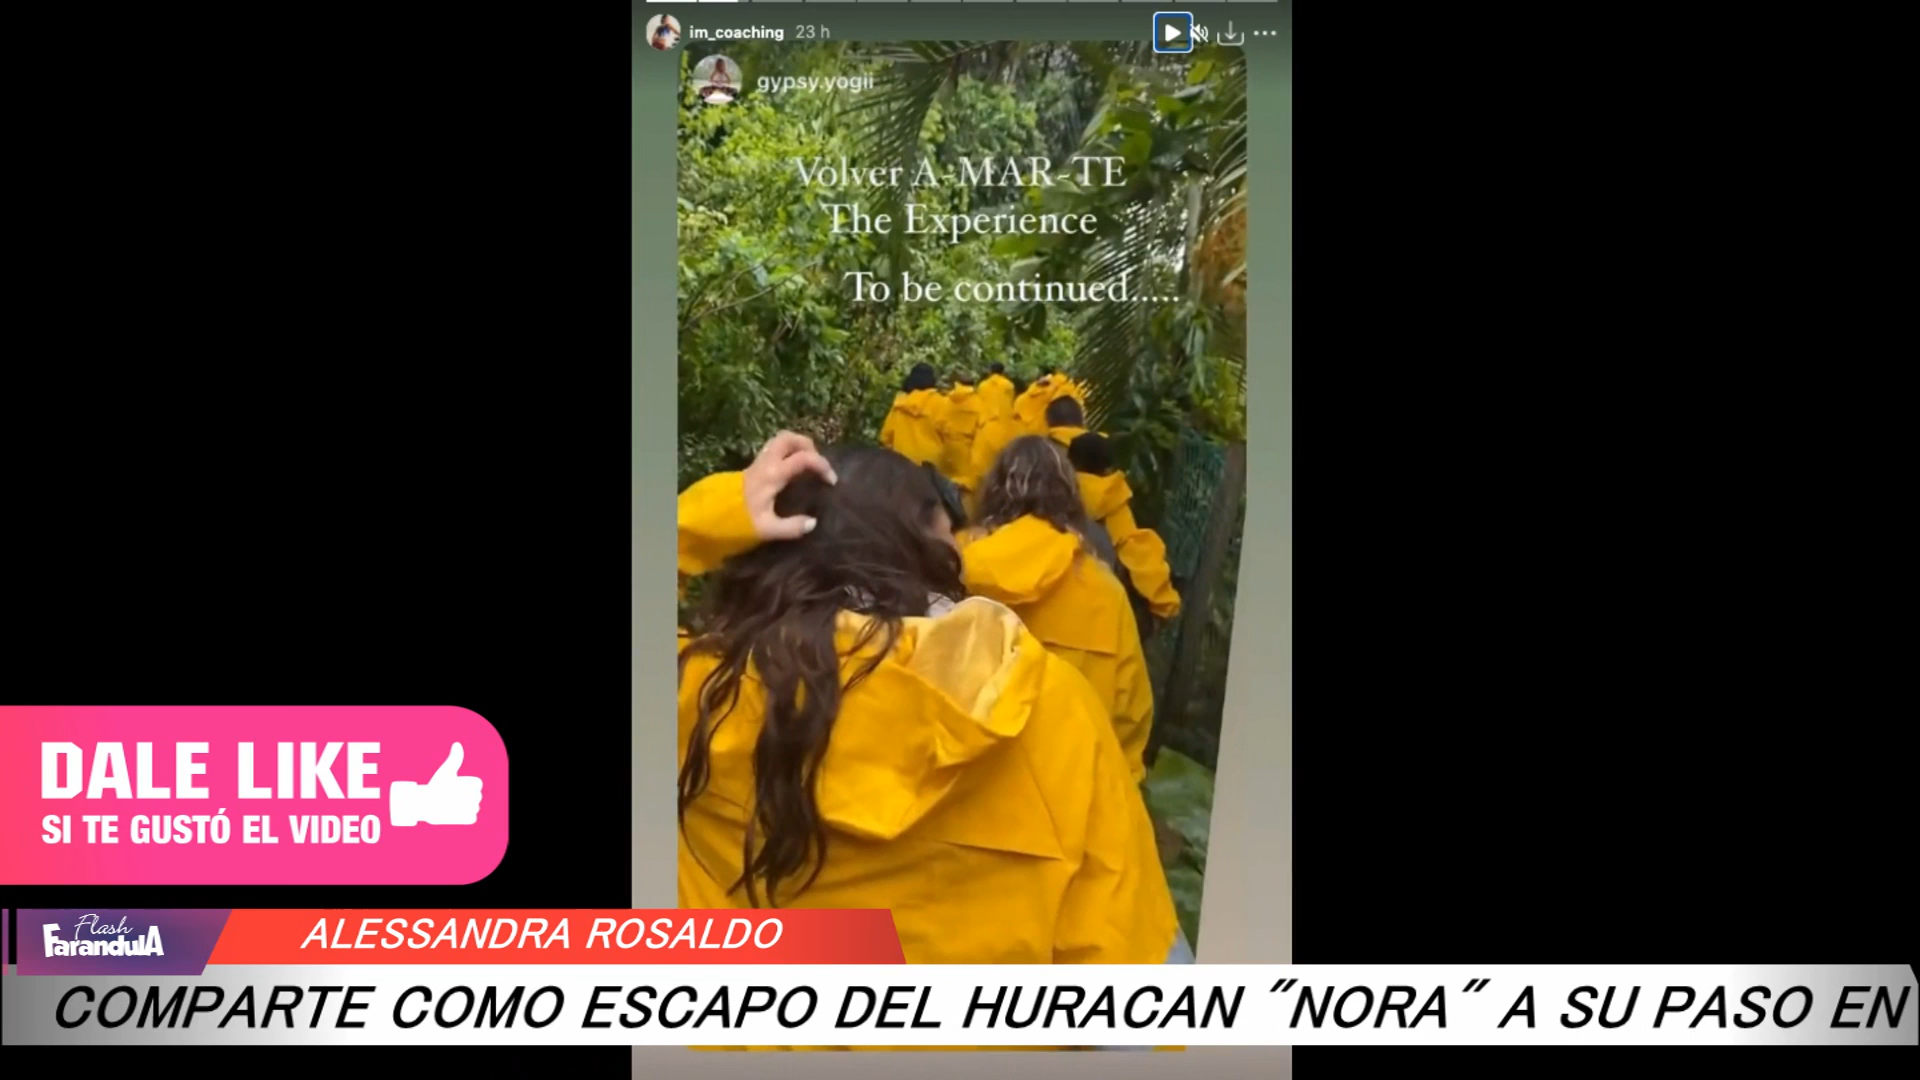 im_coaching 23 h
gypsy.yogii
Volver A-MAR-TE
The Experience
To be continued.....
DALE LIKE
SI TE GUSTÓ EL VIDEO
Flash
FarandulA
ALESSANDRA ROSALDO
COMPARTE COMO ESCAPO DEL HURACAN "NORA" A SU PASO EN